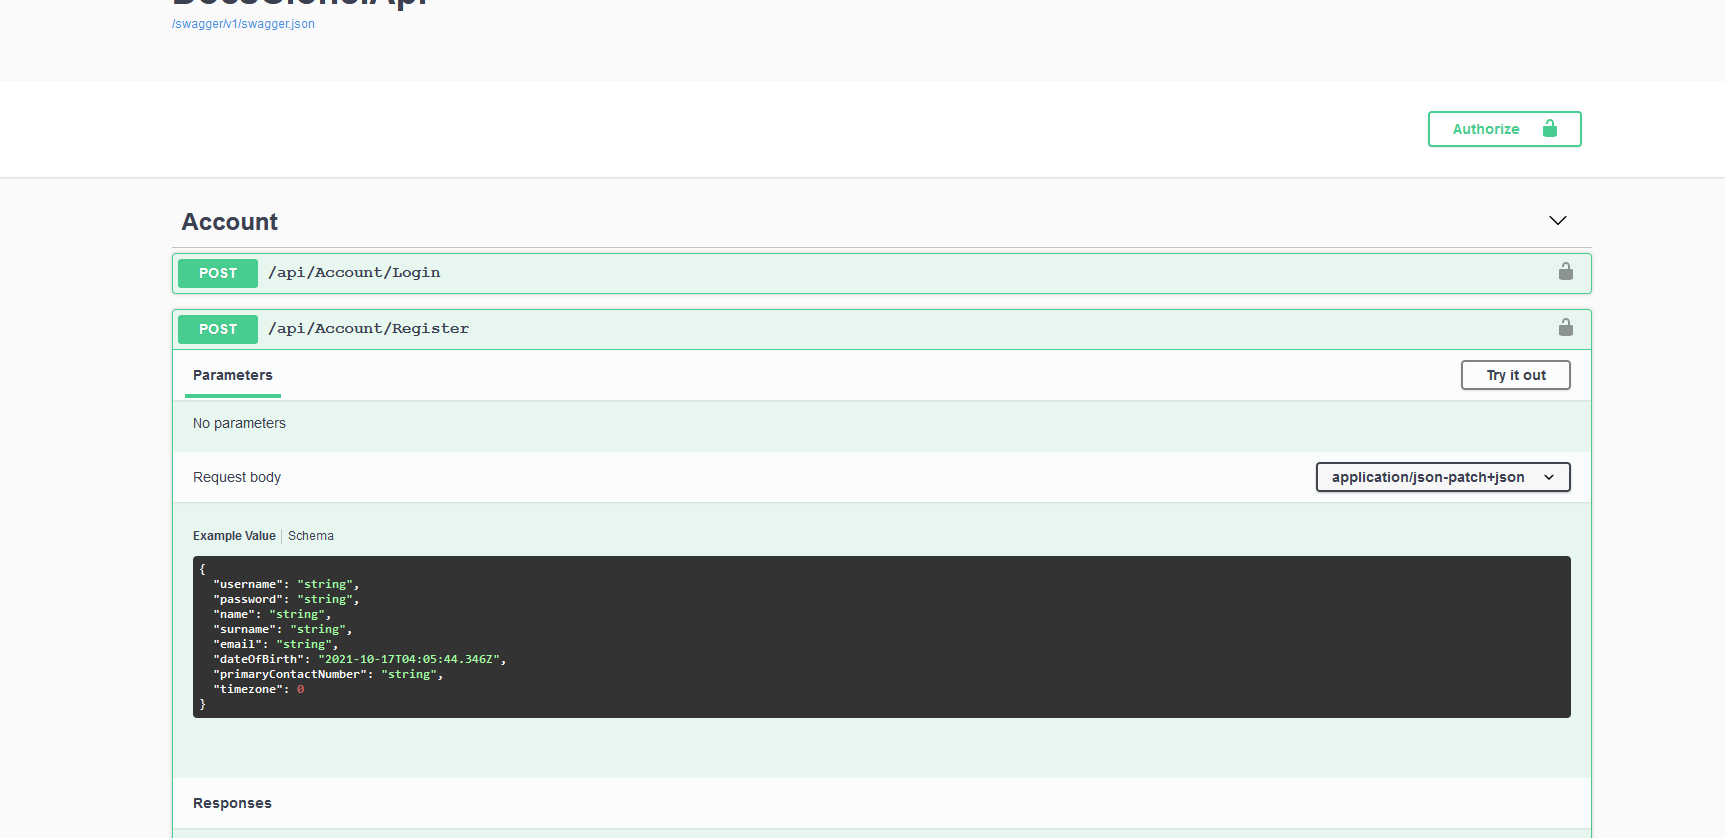 /swagger/v1/swagger.json
Authorize
Account
POST /api/Account/Login
POST /api/Account/Register
Parameters
Try it out
No parameters
Request body
application/json-patch+json
Example Value | Schema
{
  "username": "string",
  "password": "string",
  "name": "string",
  "surname": "string",
  "email": "string",
  "dateOfBirth": "2021-10-17T04:05:44.346Z",
  "primaryContactNumber": "string",
  "timezone": 0
}
Responses